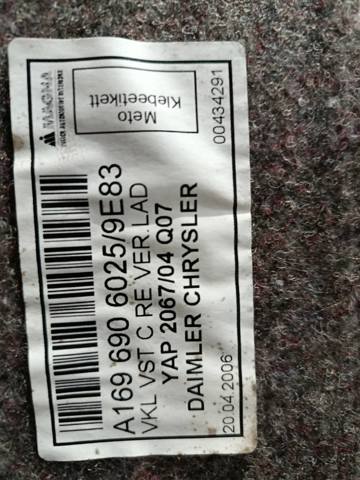 MAGNA
Meto
Klebeetikett
00434291
A169 690 6025/9E83
VKL VST C RE VER.LAD
YAP 2067/04 Q07
DAIMLER CHRYSLER
20.04.2006